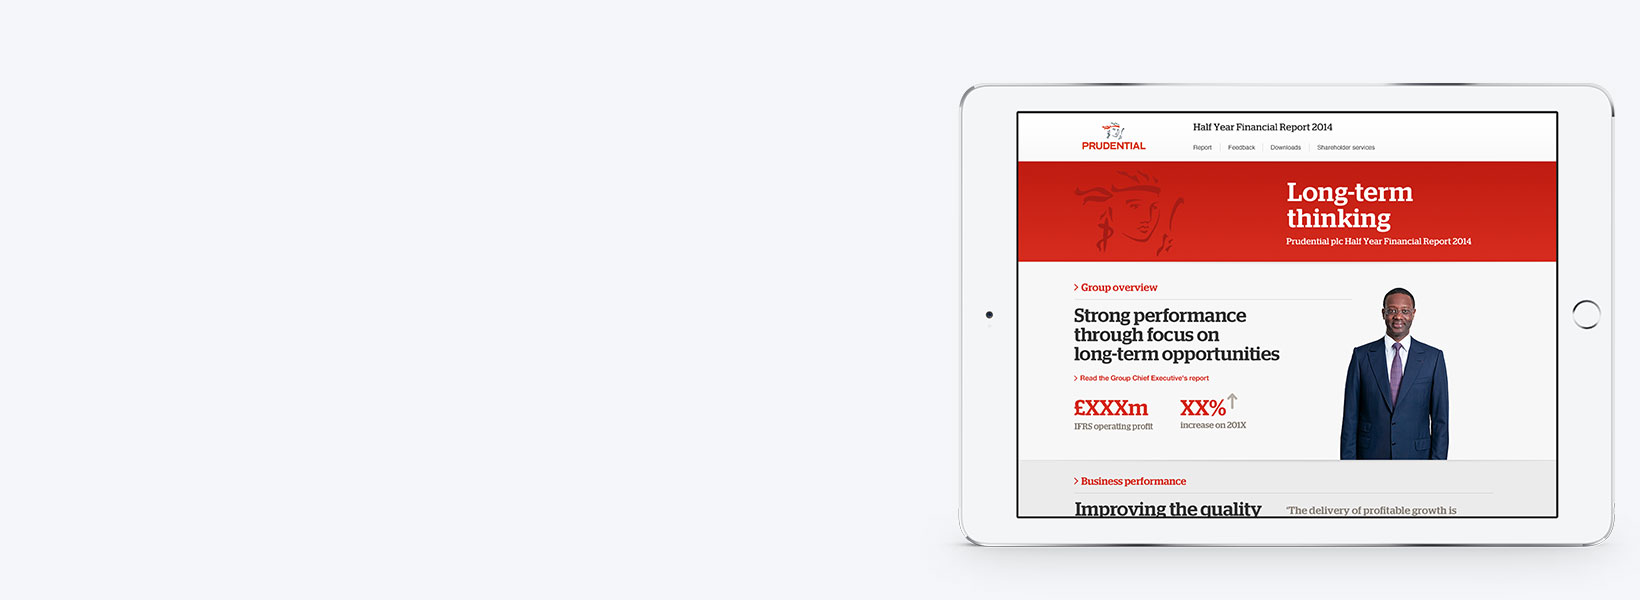 PRUDENTIAL
Half Year Financial Report 2014
Report
Feedback
Downloads
Shareholder services
Long-term
thinking
Prudential plc Half Year Financial Report 2014
Group overview
Strong performance
through focus on
long-term opportunities
Read the Group Chief Executive's report
£XXXm
IFRS operating profit
XX%
increase on 201X
Business performance
Improving the quality
'The delivery of profitable growth is